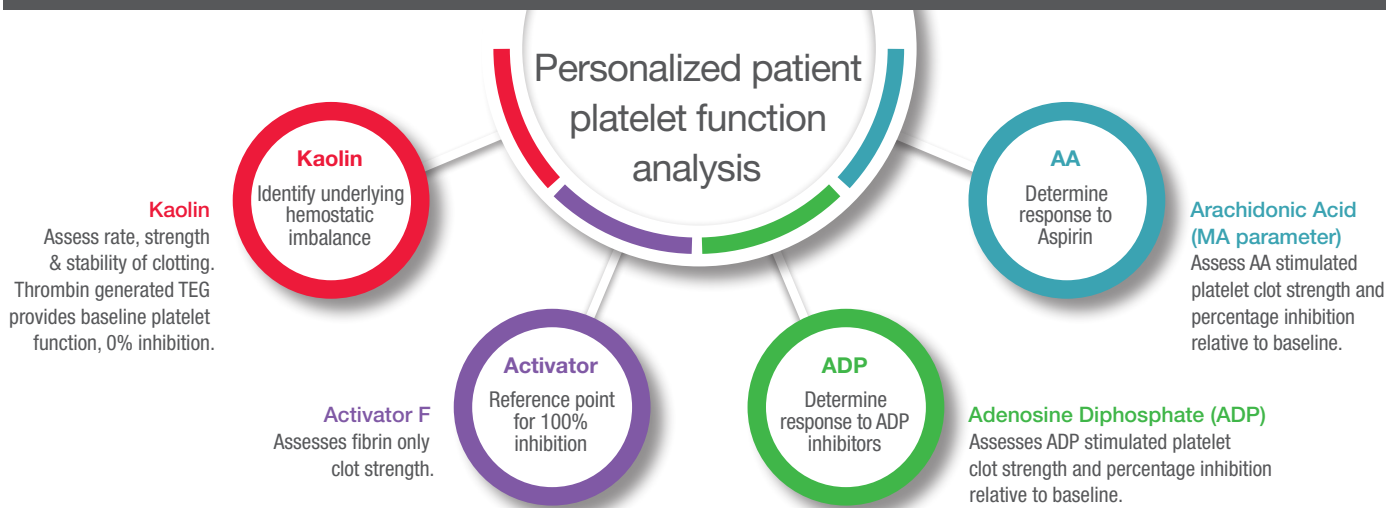 Personalized patient
platelet function
analysis
Kaolin
Identify underlying
hemostatic
imbalance
Kaolin
Assess rate, strength
& stability of clotting.
Thrombin generated TEG
provides baseline platelet
function, 0% inhibition.
Activator
Reference point
for 100%
inhibition
Activator F
Assesses fibrin only
clot strength.
ADP
Determine
response to ADP
inhibitors
Adenosine Diphosphate (ADP)
Assesses ADP stimulated platelet
clot strength and percentage inhibition
relative to baseline.
AA
Determine
response to
Aspirin
Arachidonic Acid
(MA parameter)
Assess AA stimulated
platelet clot strength and
percentage inhibition
relative to baseline.